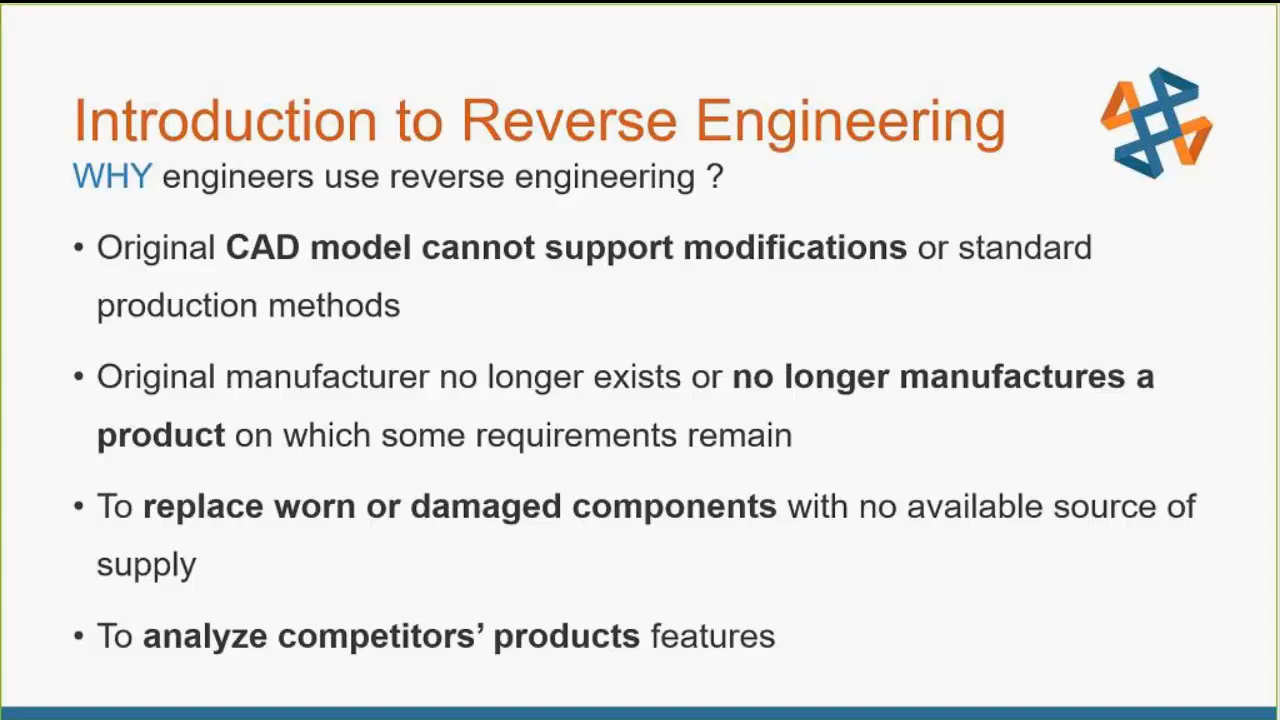 Introduction to Reverse Engineering
WHY engineers use reverse engineering ?
• Original CAD model cannot support modifications or standard
production methods
• Original manufacturer no longer exists or no longer manufactures a
product on which some requirements remain
• To replace worn or damaged components with no available source of
supply
• To analyze competitors’ products features